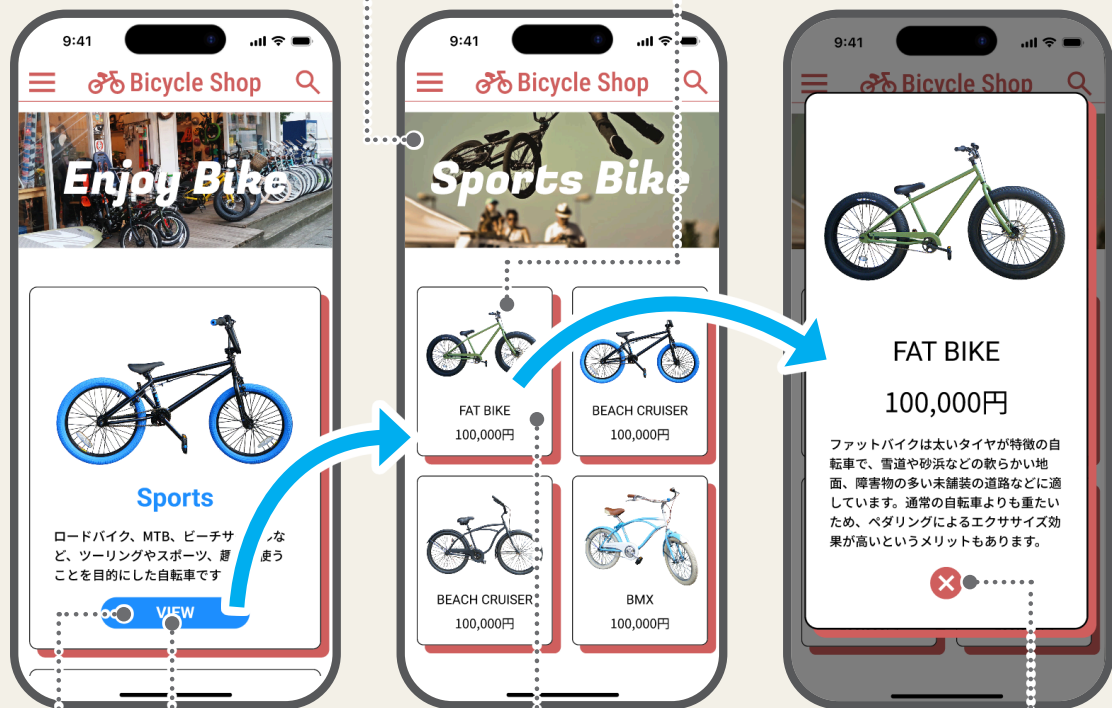 9:41
Bicycle Shop
Enjoy Bike
Sports
ロードバイク、MTB、ビーチサ
ルな
ど、ツーリングやスポーツ、
使う
ことを目的にした自転車です
VIEW
9:41
Bicycle Shop
Sports Bike
FAT BIKE
100,000円
BEACH CRUISER
100,000円
BEACH CRUISER
100,000円
BMX
100,000円
9:41
Bicycle Shop
FAT BIKE
100,000円
ファットバイクは太いタイヤが特徴の自
転車で、雪道や砂浜などの軟らかい地
面、障害物の多い未舗装の道路などに適
しています。通常の自転車よりも重たい
ため、ペダリングによるエクササイズ効
果が高いというメリットもあります。